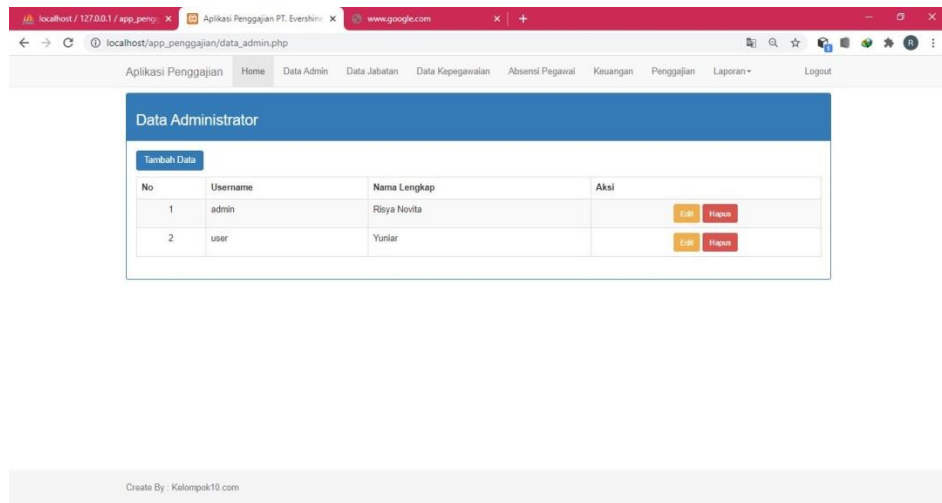 localhost / 127.0.0.1 / app_pengg
Aplikasi Penggajian PT. Evershine
www.google.com
localhost/app_penggajian/data_admin.php
Aplikasi Penggajian Home Data Admin Data Jabatan Data Kepegawaian Absensi Pegawai Keuangan Penggajian Laporan Logout
Data Administrator
Tambah Data
No Username Nama Lengkap Aksi
1 admin Risya Novita Edit Hapus
2 user Yuniar Edit Hapus
Create By : Kelompok10.com
R
1